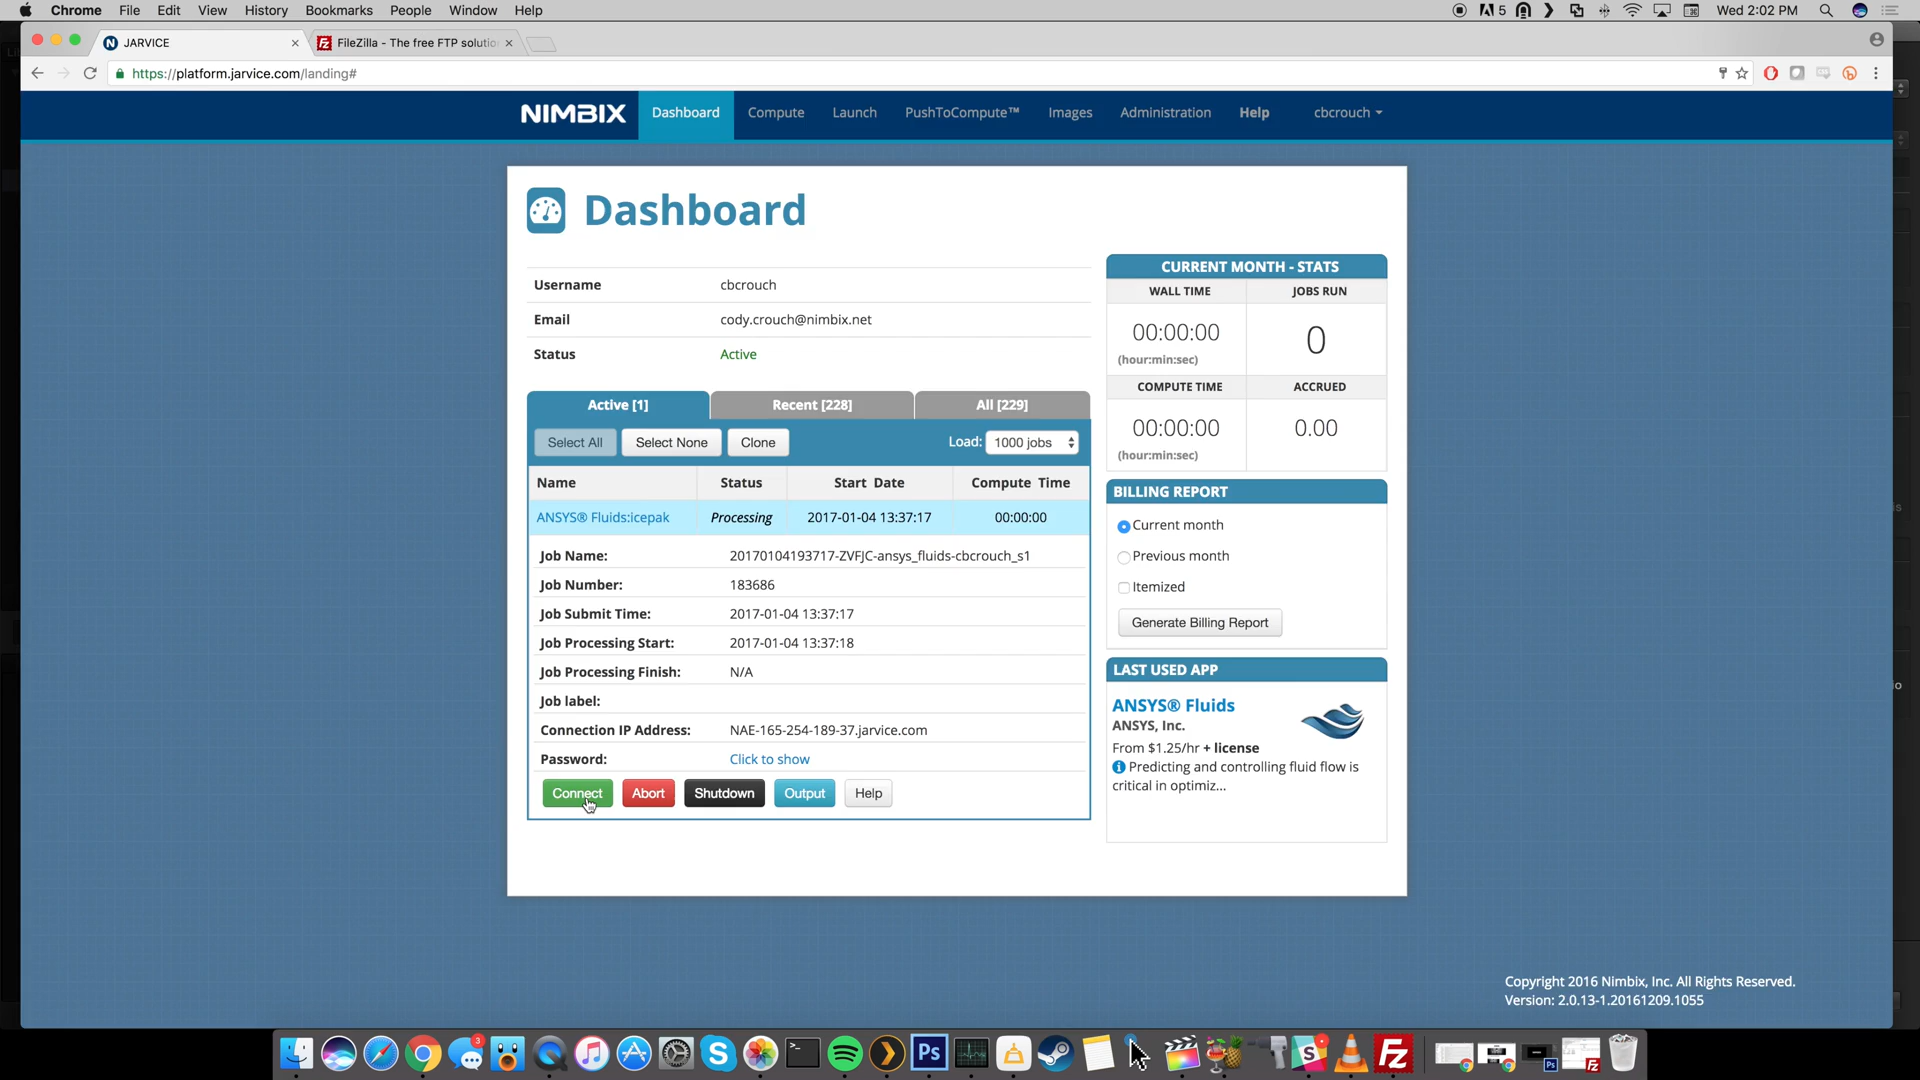 Chrome File Edit View History Bookmarks People Window Help 5 Wed 2:02 PM
JARVICE FileZilla - The free FTP solutio
https://platform.jarvice.com/landing#
NIMBIX Dashboard Compute Launch PushToCompute™ Images Administration Help cbcrouch
Dashboard
Username cbcrouch
Email cody.crouch@nimbix.net
Status Active
Active [1] Recent [228] All [229]
Select All Select None Clone Load: 1000 jobs
Name Status Start Date Compute Time
ANSYS® Fluids:icepak Processing 2017-01-04 13:37:17 00:00:00
Job Name: 20170104193717-ZVFJC-ansys_fluids-cbcrouch_s1
Job Number: 183686
Job Submit Time: 2017-01-04 13:37:17
Job Processing Start: 2017-01-04 13:37:18
Job Processing Finish: N/A
Job label:
Connection IP Address: NAE-165-254-189-37.jarvice.com
Password: Click to show
Connect Abort Shutdown Output Help
CURRENT MONTH - STATS
WALL TIME JOBS RUN
00:00:00 0
(hour:min:sec)
COMPUTE TIME ACCRUED
00:00:00 0.00
(hour:min:sec)
BILLING REPORT
Current month
Previous month
Itemized
Generate Billing Report
LAST USED APP
ANSYS® Fluids
ANSYS, Inc.
From $1.25/hr + license
Predicting and controlling fluid flow is
critical in optimiz...
Copyright 2016 Nimbix, Inc. All Rights Reserved.
Version: 2.0.13-1.20161209.1055
3
Ps